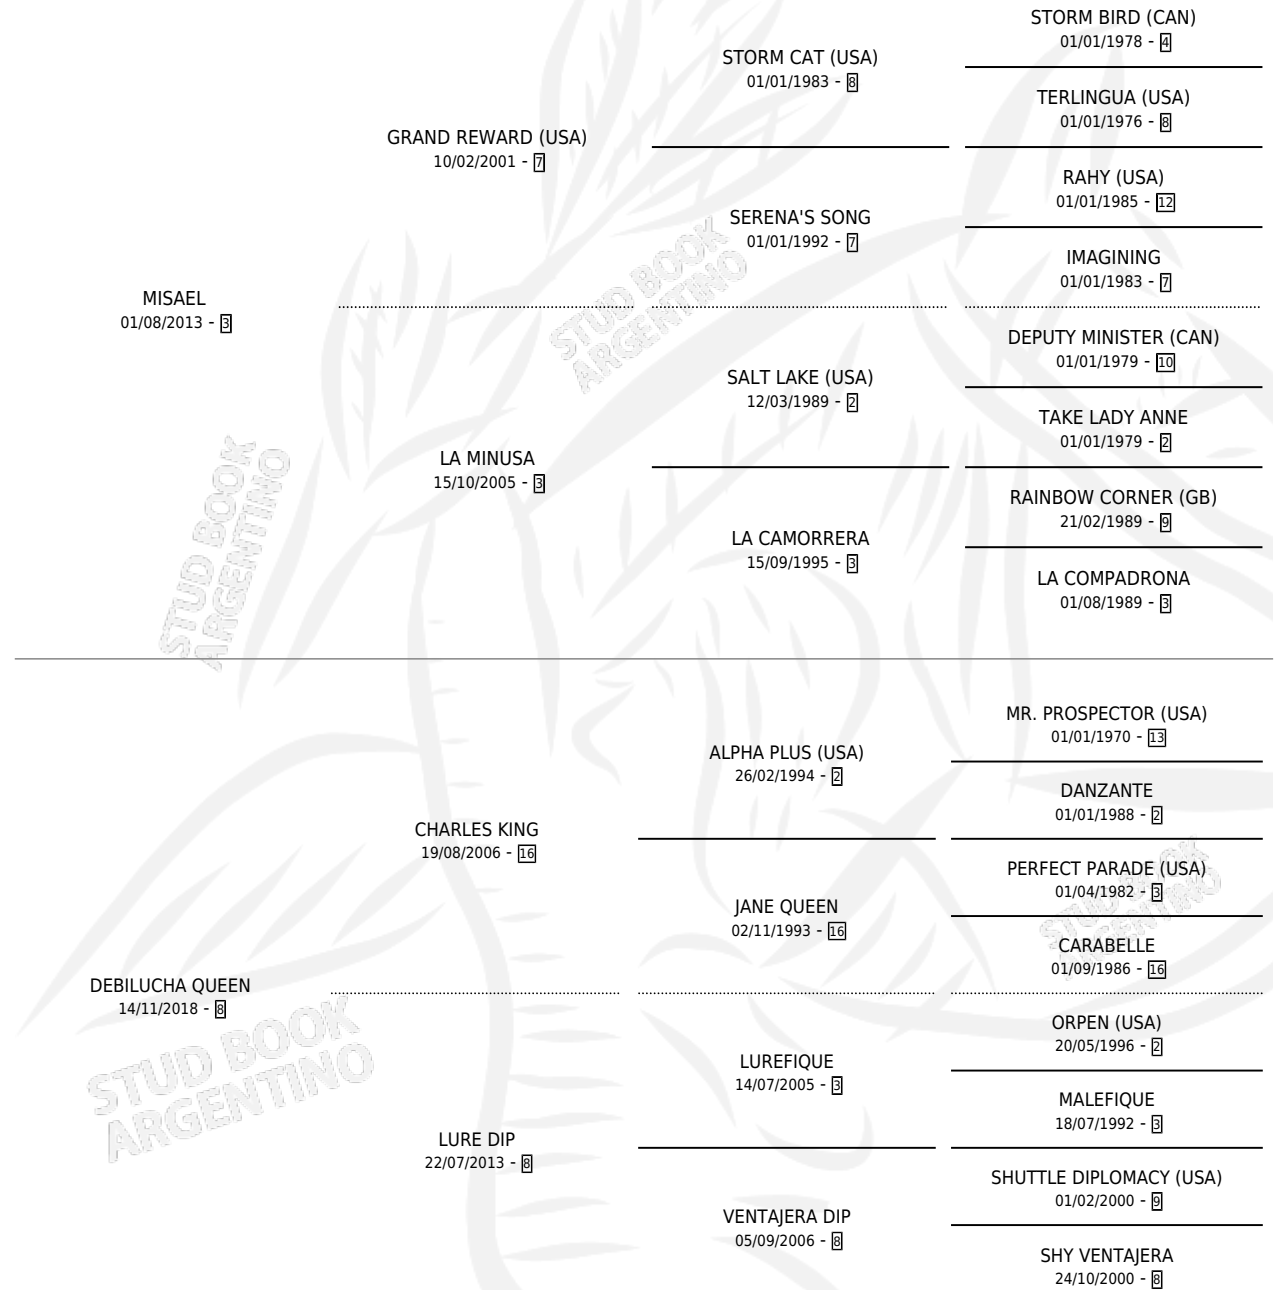 STORM BIRD (CAN)
01/01/1978 - 4
STORM CAT (USA)
01/01/1983 - 8
TERLINGUA (USA)
01/01/1976 - 8
GRAND REWARD (USA)
10/02/2001 - 7
RAHY (USA)
01/01/1985 - 12
SERENA'S SONG
01/01/1992 - 7
IMAGINING
01/01/1983 - 7
MISAEL
01/08/2013 - 3
DEPUTY MINISTER (CAN)
01/01/1979 - 10
SALT LAKE (USA)
12/03/1989 - 2
TAKE LADY ANNE
01/01/1979 - 2
LA MINUSA
15/10/2005 - 3
RAINBOW CORNER (GB)
21/02/1989 - 9
LA CAMORRERA
15/09/1995 - 3
LA COMPADRONA
01/08/1989 - 3
MR. PROSPECTOR (USA)
01/01/1970 - 13
ALPHA PLUS (USA)
26/02/1994 - 2
DANZANTE
01/01/1988 - 2
CHARLES KING
19/08/2006 - 16
PERFECT PARADE (USA)
01/04/1982 - 3
JANE QUEEN
02/11/1993 - 16
CARABELLE
01/09/1986 - 16
DEBILUCHA QUEEN
14/11/2018 - 8
ORPEN (USA)
20/05/1996 - 2
LUREFIQUE
14/07/2005 - 3
MALEFIQUE
18/07/1992 - 3
LURE DIP
22/07/2013 - 8
SHUTTLE DIPLOMACY (USA)
01/02/2000 - 9
VENTAJERA DIP
05/09/2006 - 8
SHY VENTAJERA
24/10/2000 - 8
STUD BOOK
ARGENTINO
STUD BOOK
ARGENTINO
STUD BOOK
ARGENTINO
STUD BOOK
ARGENTINO